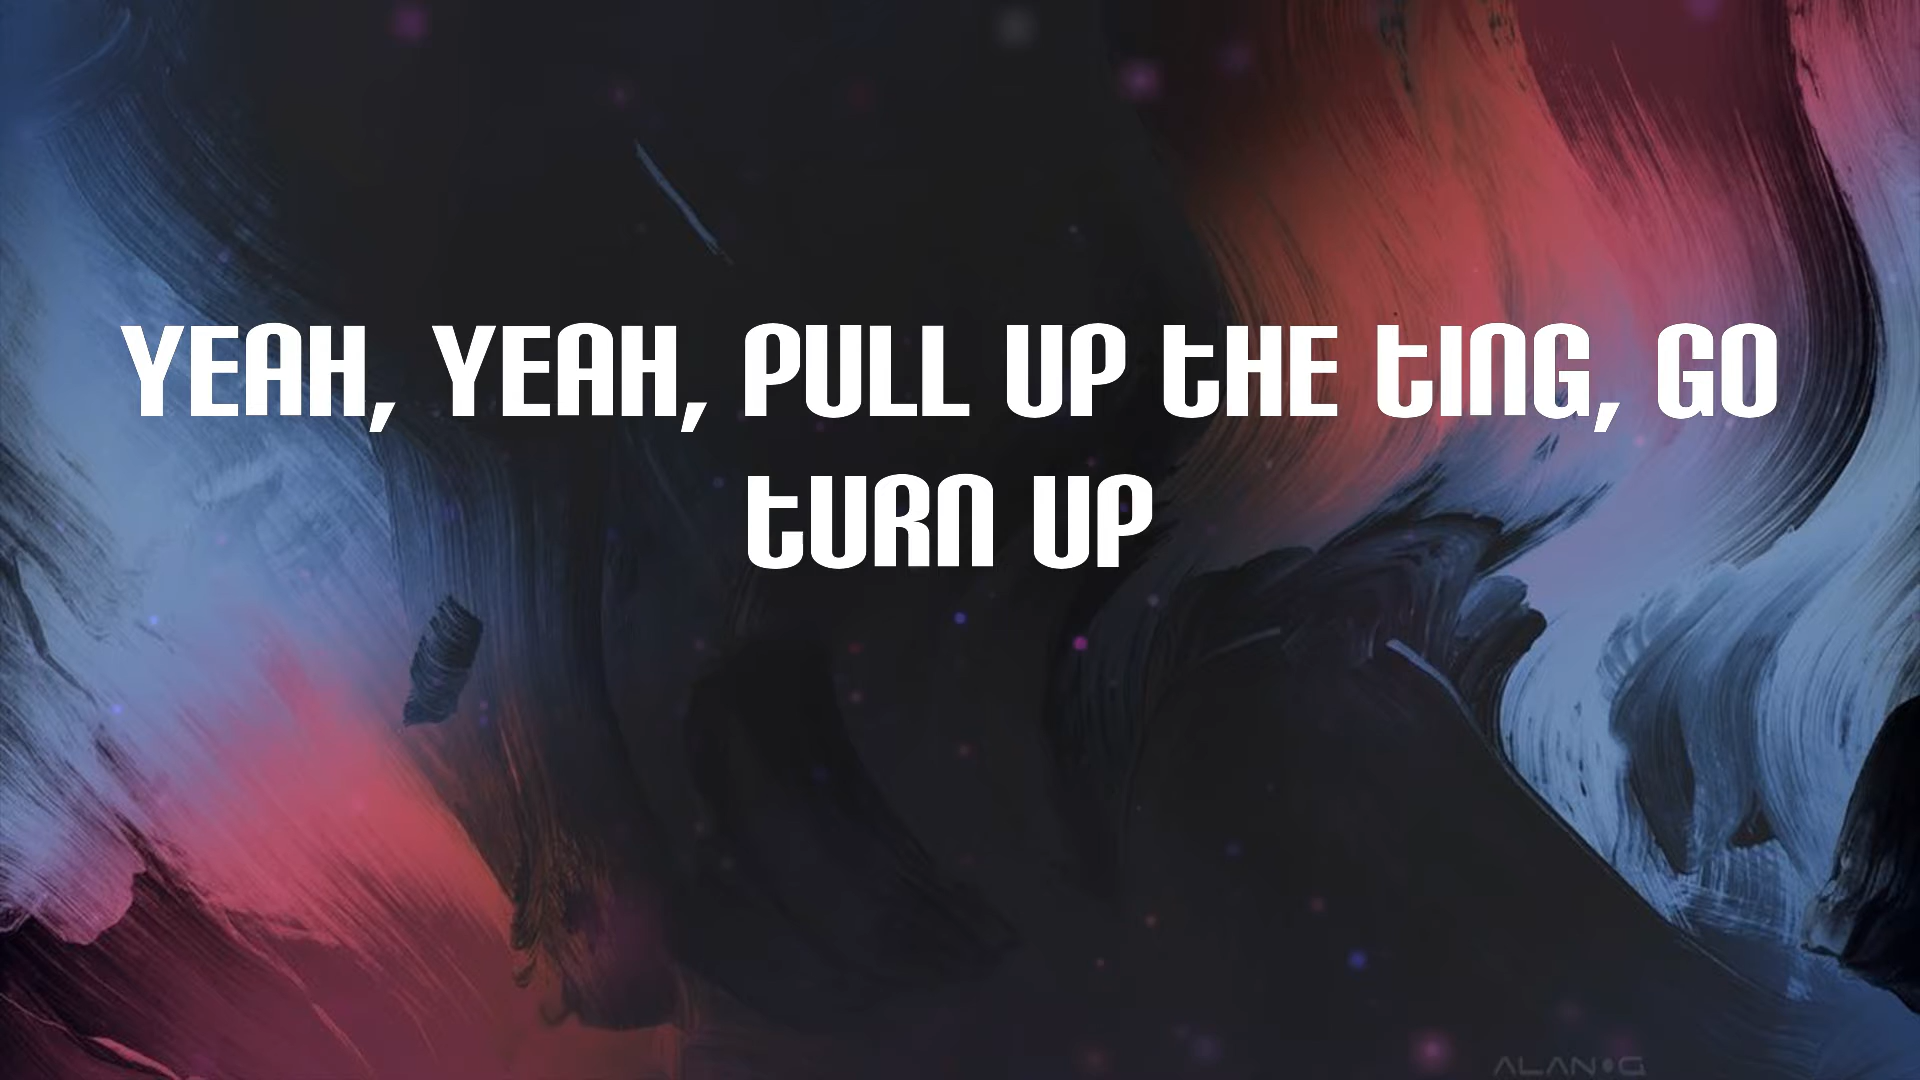 YEAH, YEAH, PULL UP THE TING, GO
TURN UP
ALAN•G